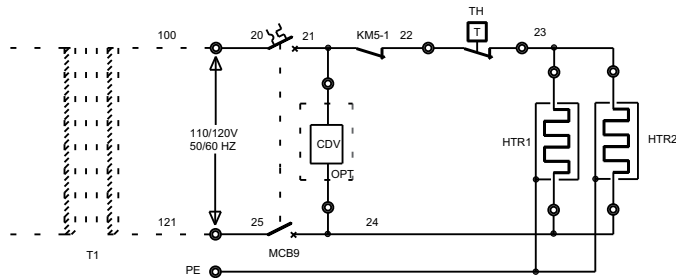 TH
T
100
20
21
KM5-1
22
23
110/120V
50/60 HZ
CDV
OPT
HTR1
HTR2
121
25
24
T1
MCB9
PE